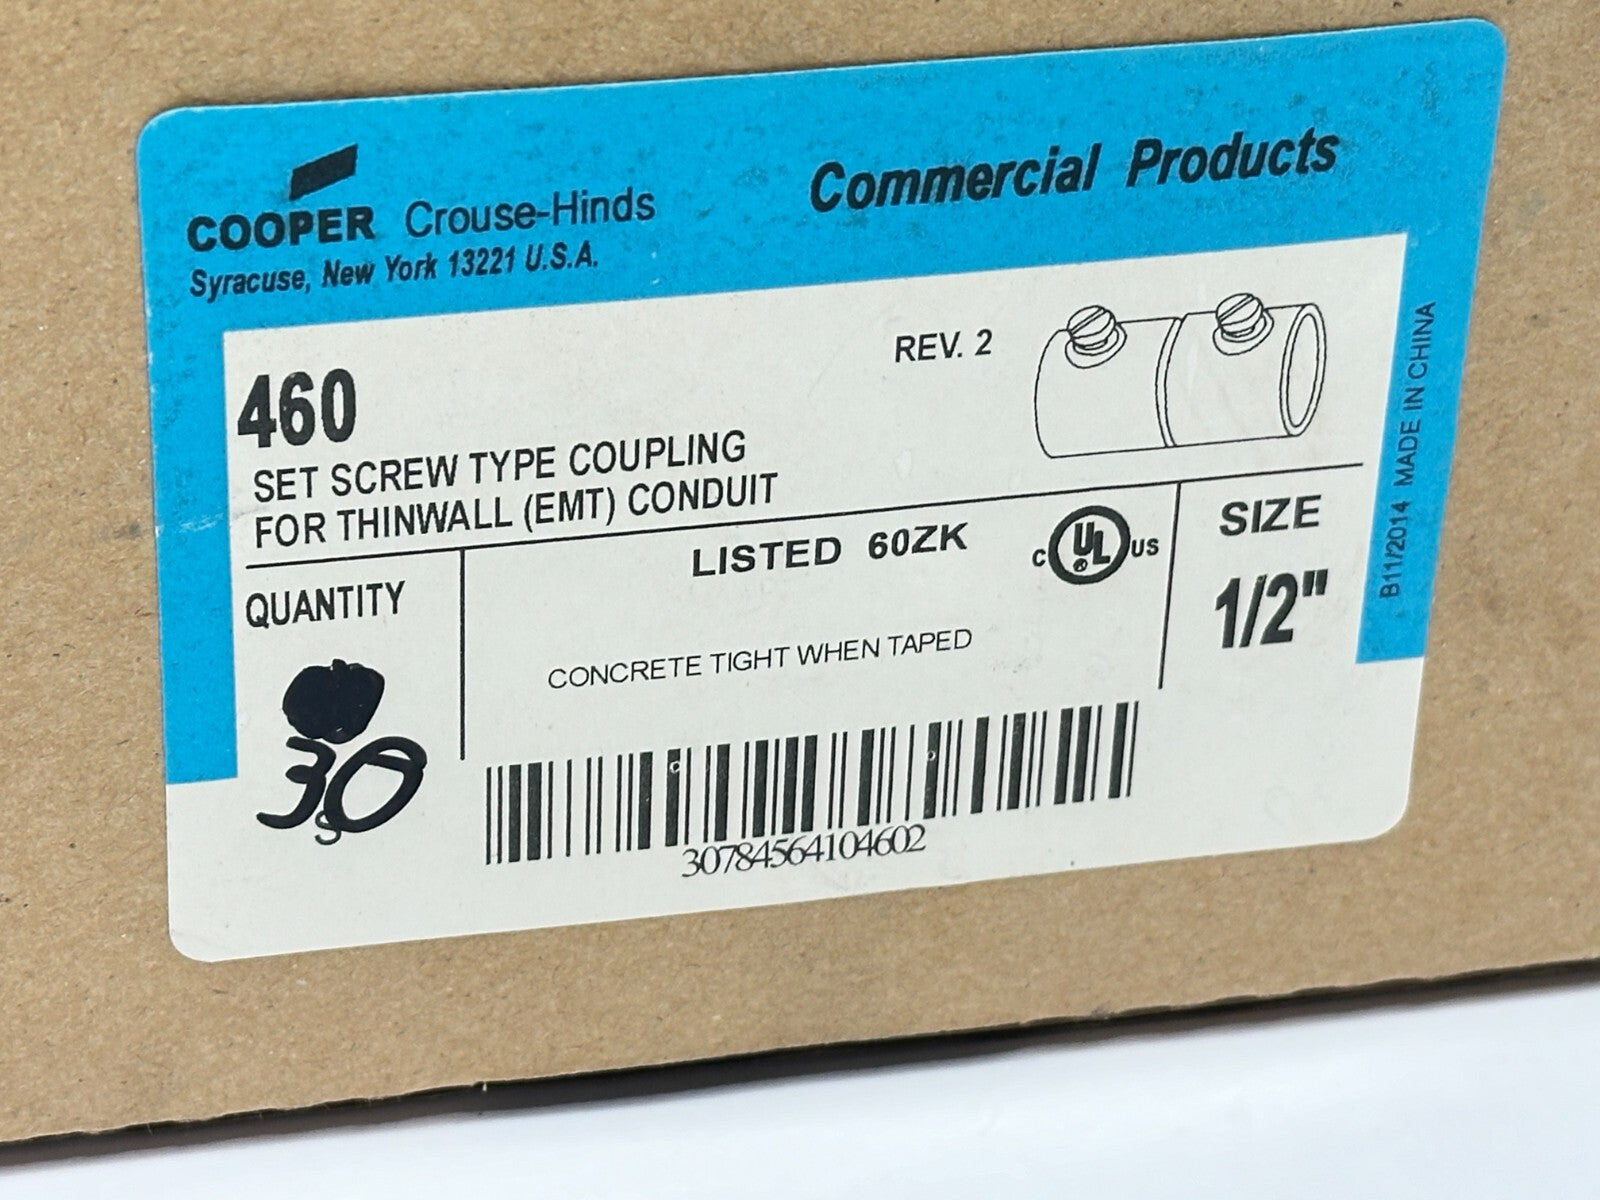 COOPER Crouse-Hinds
Syracuse, New York 13221 U.S.A.
Commercial Products
460
REV. 2
SET SCREW TYPE COUPLING
FOR THINWALL (EMT) CONDUIT
QUANTITY
30
S
LISTED 60ZK
C UL ® US
CONCRETE TIGHT WHEN TAPED
SIZE
1/2"
30784564104602
B11/2014 MADE IN CHINA